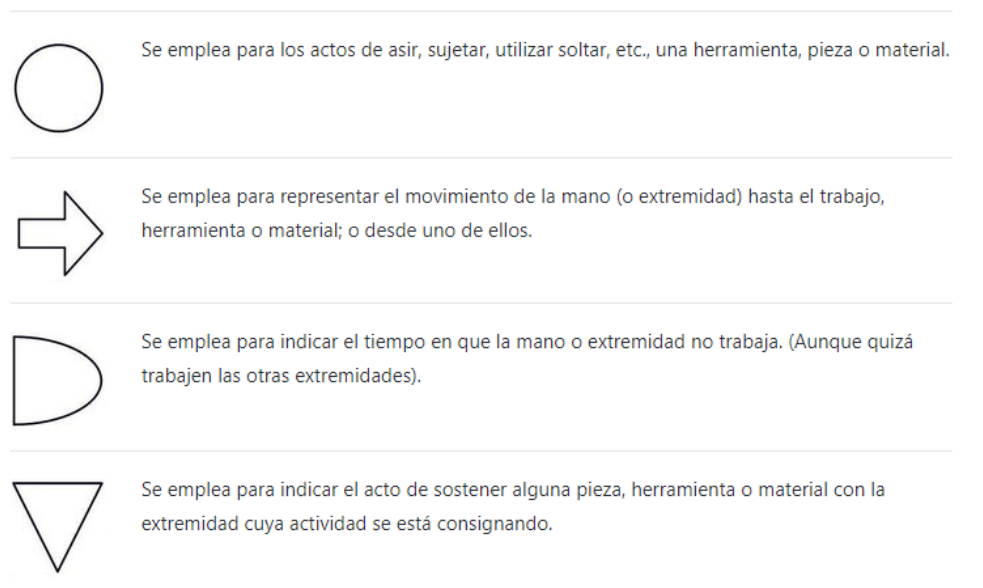 Se emplea para los actos de asir, sujetar, utilizar soltar, etc., una herramienta, pieza o material.
Se emplea para representar el movimiento de la mano (o extremidad) hasta el trabajo,
herramienta o material; o desde uno de ellos.
Se emplea para indicar el tiempo en que la mano o extremidad no trabaja. (Aunque quizá
trabajen las otras extremidades).
Se emplea para indicar el acto de sostener alguna pieza, herramienta o material con la
extremidad cuya actividad se está consignando.